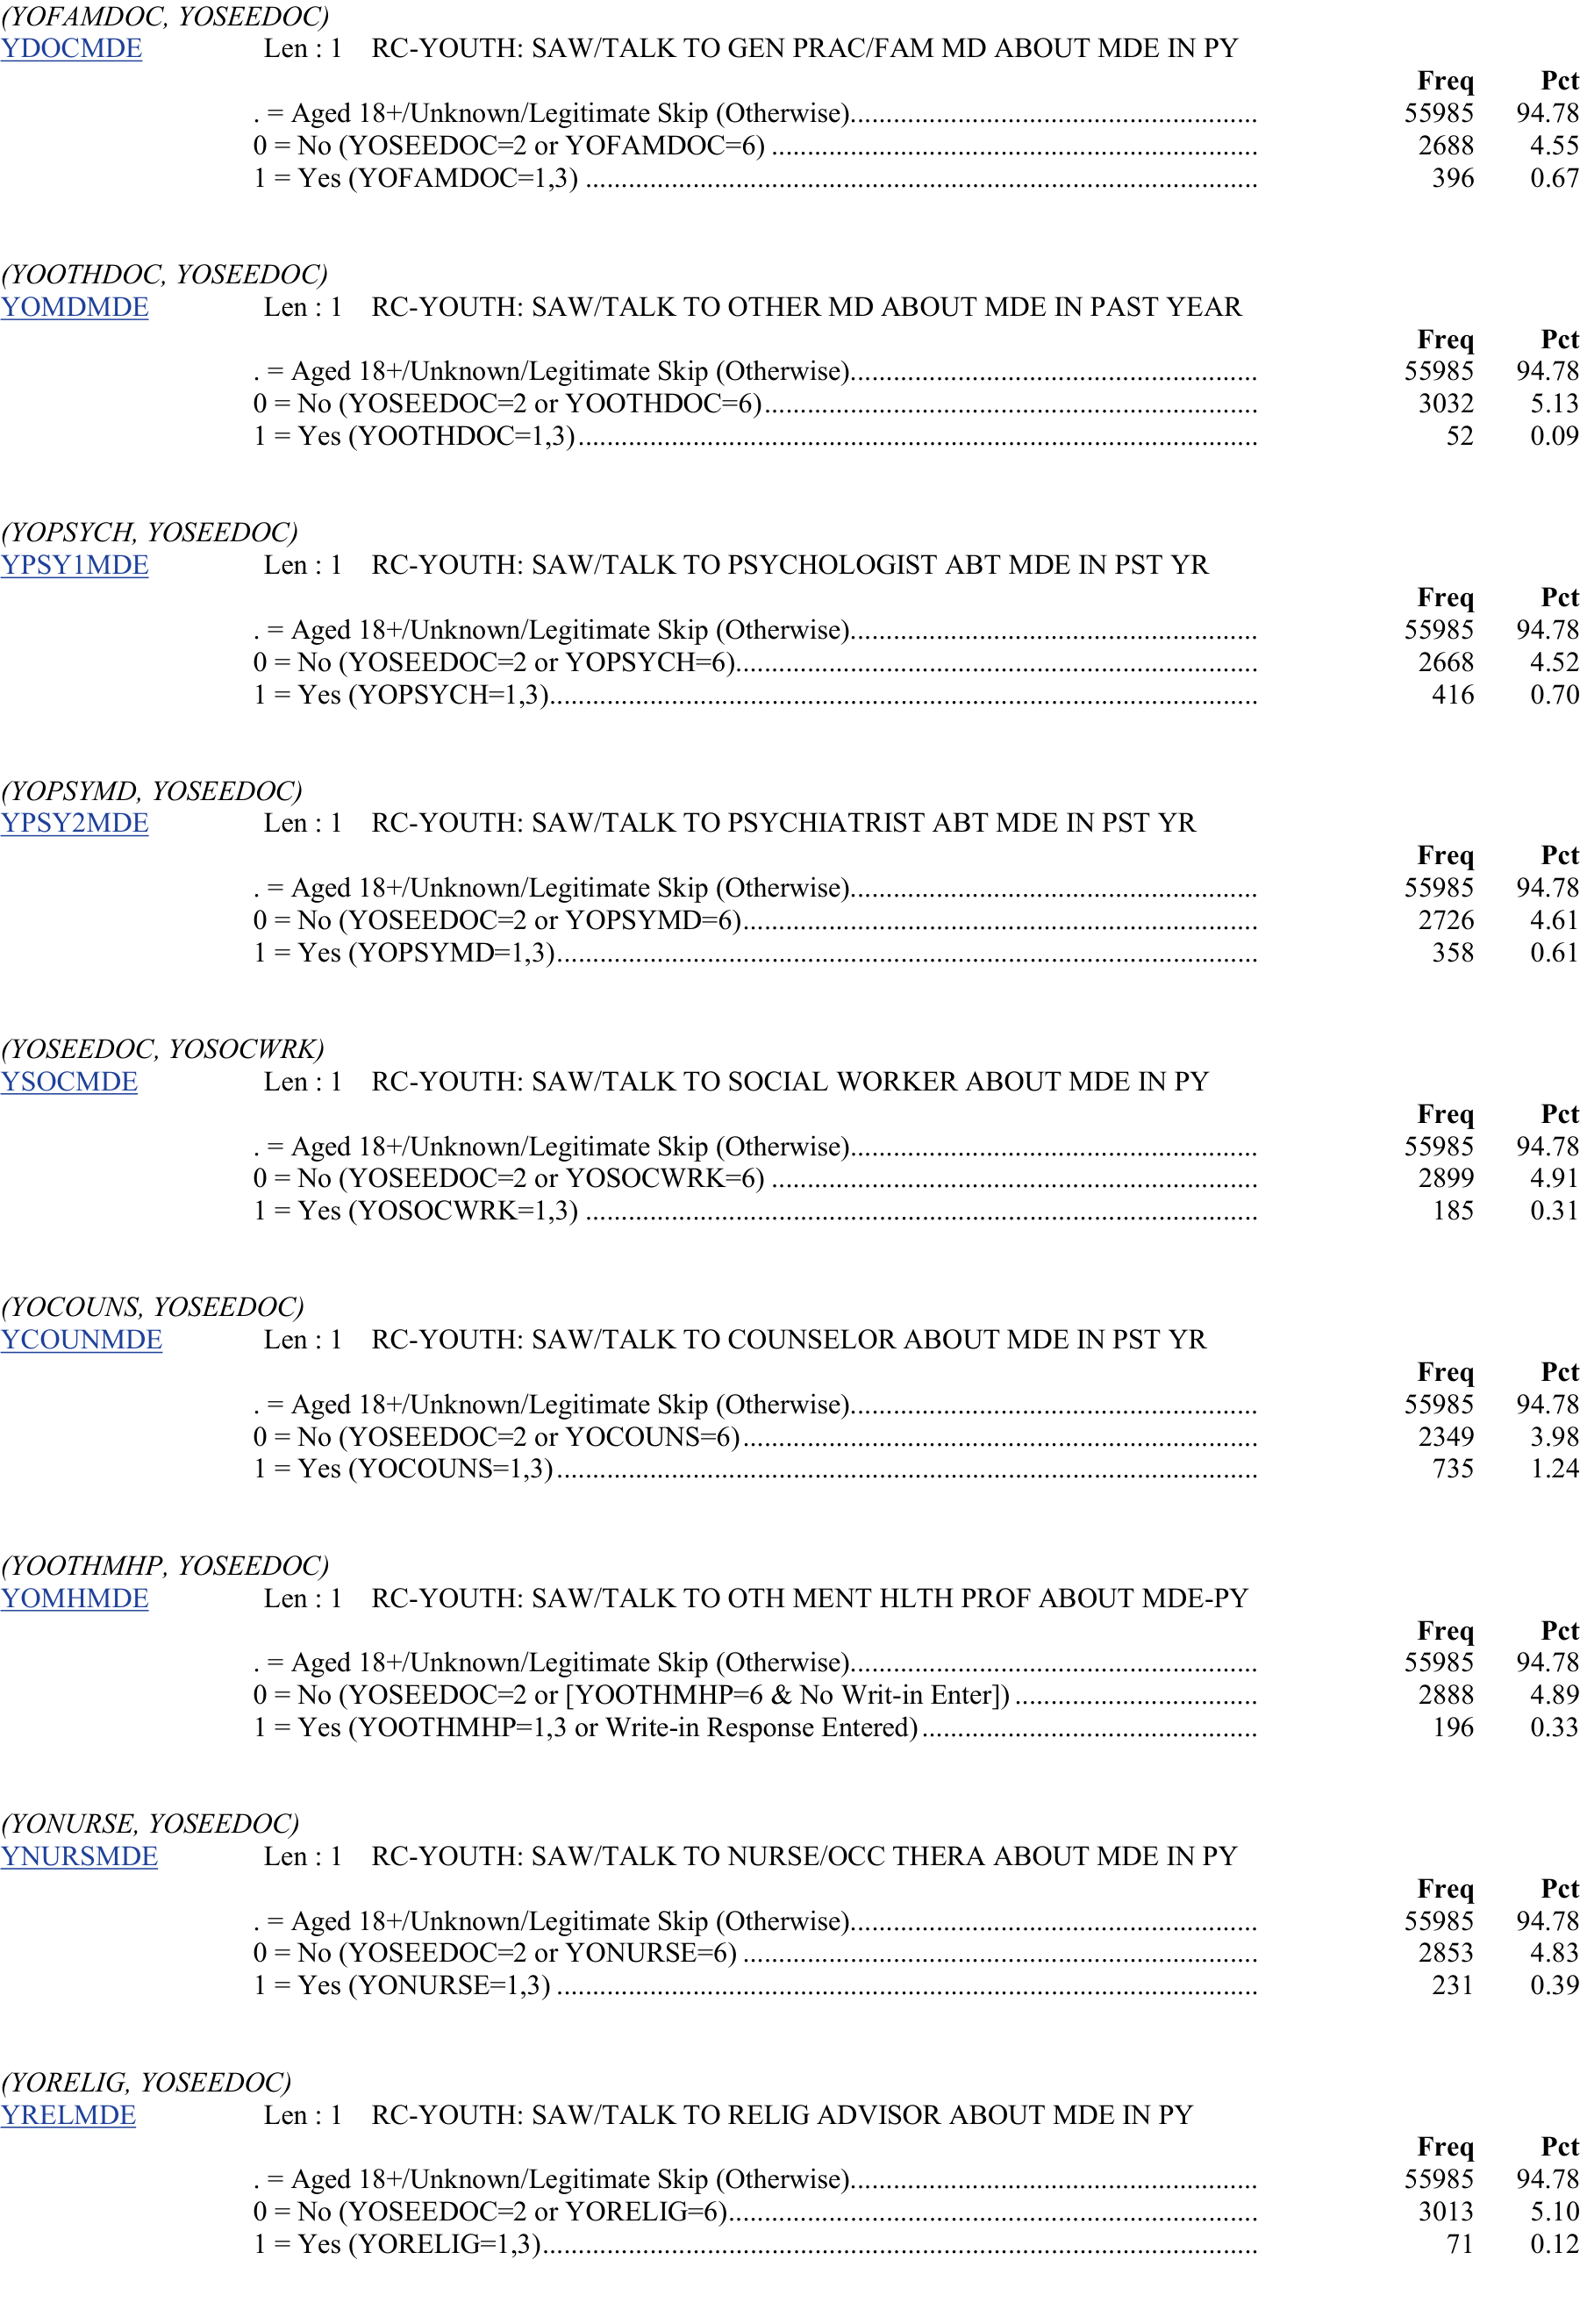 (YOFAMDOC, YOSEEDOC)
YDOCMDE Len : 1 RC-YOUTH: SAW/TALK TO GEN PRAC/FAM MD ABOUT MDE IN PY
Freq Pct
. = Aged 18+/Unknown/Legitimate Skip (Otherwise)......................................................... 55985 94.78
0 = No (YOSEEDOC=2 or YOFAMDOC=6) .................................................................... 2688 4.55
1 = Yes (YOFAMDOC=1,3) .............................................................................................. 396 0.67
(YOOTHDOC, YOSEEDOC)
YOMDMDE Len : 1 RC-YOUTH: SAW/TALK TO OTHER MD ABOUT MDE IN PAST YEAR
Freq Pct
. = Aged 18+/Unknown/Legitimate Skip (Otherwise)......................................................... 55985 94.78
0 = No (YOSEEDOC=2 or YOOTHDOC=6)..................................................................... 3032 5.13
1 = Yes (YOOTHDOC=1,3)............................................................................................... 52 0.09
(YOPSYCH, YOSEEDOC)
YPSY1MDE Len : 1 RC-YOUTH: SAW/TALK TO PSYCHOLOGIST ABT MDE IN PST YR
Freq Pct
. = Aged 18+/Unknown/Legitimate Skip (Otherwise)......................................................... 55985 94.78
0 = No (YOSEEDOC=2 or YOPSYCH=6)......................................................................... 2668 4.52
1 = Yes (YOPSYCH=1,3)................................................................................................... 416 0.70
(YOPSYMD, YOSEEDOC)
YPSY2MDE Len : 1 RC-YOUTH: SAW/TALK TO PSYCHIATRIST ABT MDE IN PST YR
Freq Pct
. = Aged 18+/Unknown/Legitimate Skip (Otherwise)......................................................... 55985 94.78
0 = No (YOSEEDOC=2 or YOPSYMD=6)........................................................................ 2726 4.61
1 = Yes (YOPSYMD=1,3).................................................................................................. 358 0.61
(YOSEEDOC, YOSOCWRK)
YSOCMDE Len : 1 RC-YOUTH: SAW/TALK TO SOCIAL WORKER ABOUT MDE IN PY
Freq Pct
. = Aged 18+/Unknown/Legitimate Skip (Otherwise)......................................................... 55985 94.78
0 = No (YOSEEDOC=2 or YOSOCWRK=6) .................................................................... 2899 4.91
1 = Yes (YOSOCWRK=1,3) .............................................................................................. 185 0.31
(YOCOUNS, YOSEEDOC)
YCOUNMDE Len : 1 RC-YOUTH: SAW/TALK TO COUNSELOR ABOUT MDE IN PST YR
Freq Pct
. = Aged 18+/Unknown/Legitimate Skip (Otherwise)......................................................... 55985 94.78
0 = No (YOSEEDOC=2 or YOCOUNS=6)........................................................................ 2349 3.98
1 = Yes (YOCOUNS=1,3).................................................................................................. 735 1.24
(YOOTHMHP, YOSEEDOC)
YOMHMDE Len : 1 RC-YOUTH: SAW/TALK TO OTH MENT HLTH PROF ABOUT MDE-PY
Freq Pct
. = Aged 18+/Unknown/Legitimate Skip (Otherwise)......................................................... 55985 94.78
0 = No (YOSEEDOC=2 or [YOOTHMHP=6 & No Writ-in Enter]) .................................. 2888 4.89
1 = Yes (YOOTHMHP=1,3 or Write-in Response Entered)............................................... 196 0.33
(YONURSE, YOSEEDOC)
YNURSMDE Len : 1 RC-YOUTH: SAW/TALK TO NURSE/OCC THERA ABOUT MDE IN PY
Freq Pct
. = Aged 18+/Unknown/Legitimate Skip (Otherwise)......................................................... 55985 94.78
0 = No (YOSEEDOC=2 or YONURSE=6) ........................................................................ 2853 4.83
1 = Yes (YONURSE=1,3) .................................................................................................. 231 0.39
(YORELIG, YOSEEDOC)
YRELMDE Len : 1 RC-YOUTH: SAW/TALK TO RELIG ADVISOR ABOUT MDE IN PY
Freq Pct
. = Aged 18+/Unknown/Legitimate Skip (Otherwise)......................................................... 55985 94.78
0 = No (YOSEEDOC=2 or YORELIG=6).......................................................................... 3013 5.10
1 = Yes (YORELIG=1,3).................................................................................................... 71 0.12